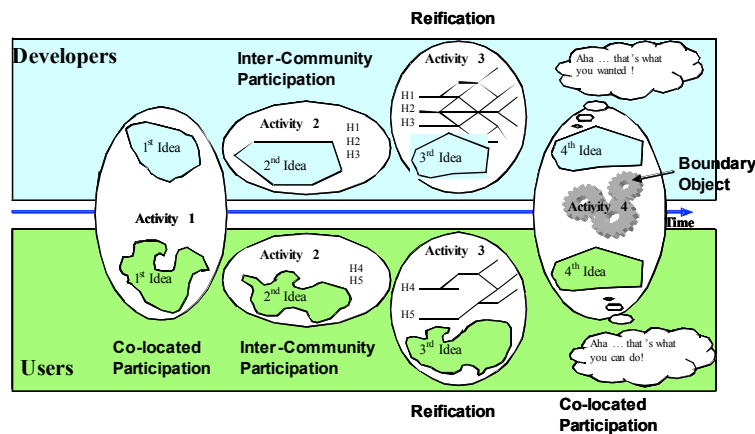 Reification
Developers
Inter-Community
Participation
Activity 3
H1
H2
H3
3rd Idea
Aha ... that's what
you wanted !
1st Idea
Activity 2
H1
H2
H3
2nd Idea
4th Idea
Boundary
Object
Activity 1
Activity 4
Time
1st Idea
Activity 2
H4
H5
2nd Idea
Activity 3
H4
H5
3rd Idea
4th Idea
Aha ... that's what
you can do!
Users
Co-located
Participation
Inter-Community
Participation
Reification
Co-located
Participation